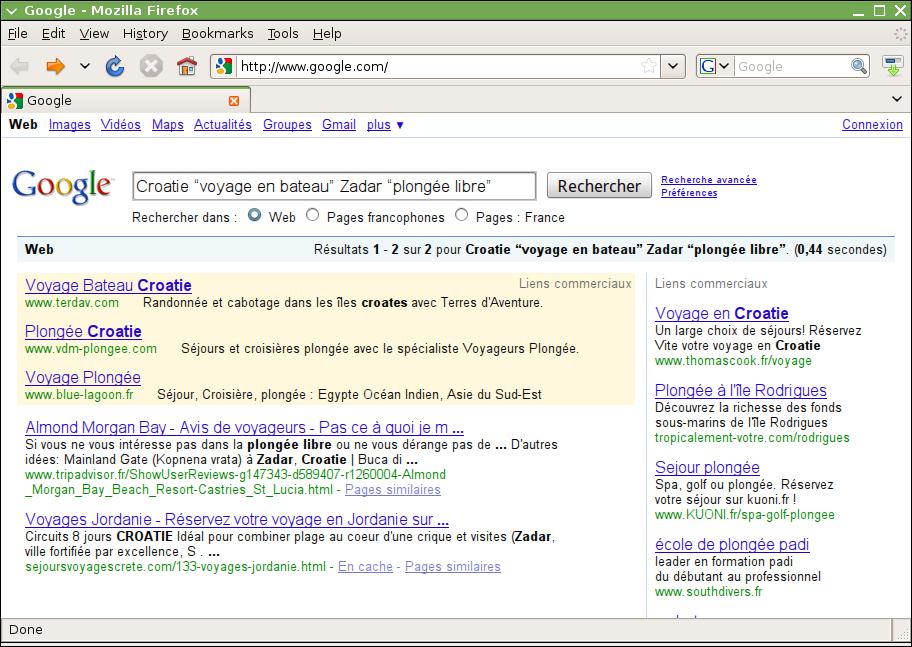 Google - Mozilla Firefox
File Edit View History Bookmarks Tools Help
http://www.google.com/
G Google
Google
Web Images Vidéos Maps Actualités Groupes Gmail plus ▼ Connexion
Google™ Croatie “voyage en bateau” Zadar “plongée libre” Rechercher Recherche avancée
Préférences
Rechercher dans : Web Pages francophones Pages : France
Web Résultats 1 - 2 sur 2 pour Croatie “voyage en bateau” Zadar “plongée libre”. (0,44 secondes)
Voyage Bateau Croatie Liens commerciaux
www.terdav.com Randonnée et cabotage dans les îles croates avec Terres d’Aventure.
Plongée Croatie
www.vdm-plongee.com Séjours et croisières plongée avec le spécialiste Voyageurs Plongée.
Voyage Plongée
www.blue-lagoon.fr Séjour, Croisière, plongée : Egypte Océan Indien, Asie du Sud-Est
Almond Morgan Bay - Avis de voyageurs - Pas ce à quoi je m ...
Si vous ne vous intéresse pas dans la plongée libre ou ne vous dérange pas de ... D'autres
idées: Mainland Gate (Kopnena vrata) à Zadar, Croatie | Buca di ...
www.tripadvisor.fr/ShowUserReviews-g147343-d589407-r1260004-Almond
_Morgan_Bay_Beach_Resort-Castries_St_Lucia.html - Pages similaires
Voyages Jordanie - Réservez votre voyage en Jordanie sur ...
Circuits 8 jours CROATIE Idéal pour combiner plage au coeur d'une crique et visites (Zadar,
ville fortifiée par excellence, S . ...
sejoursvoyagescrete.com/133-voyages-jordanie.html - En cache - Pages similaires
Liens commerciaux
Voyage en Croatie
Un large choix de séjours! Réservez
Vite votre voyage en Croatie
www.thomascook.fr/voyage
Plongée à l'île Rodrigues
Découvrez la richesse des fonds
sous-marins de l'île Rodrigues
tropicalement-votre.com/rodrigues
Sejour plongée
Spa, golf ou plongée. Réservez
votre séjour sur kuoni.fr !
www.KUONI.fr/spa-golf-plongee
école de plongée padi
leader en formation padi
du débutant au professionnel
www.southdivers.fr
Done